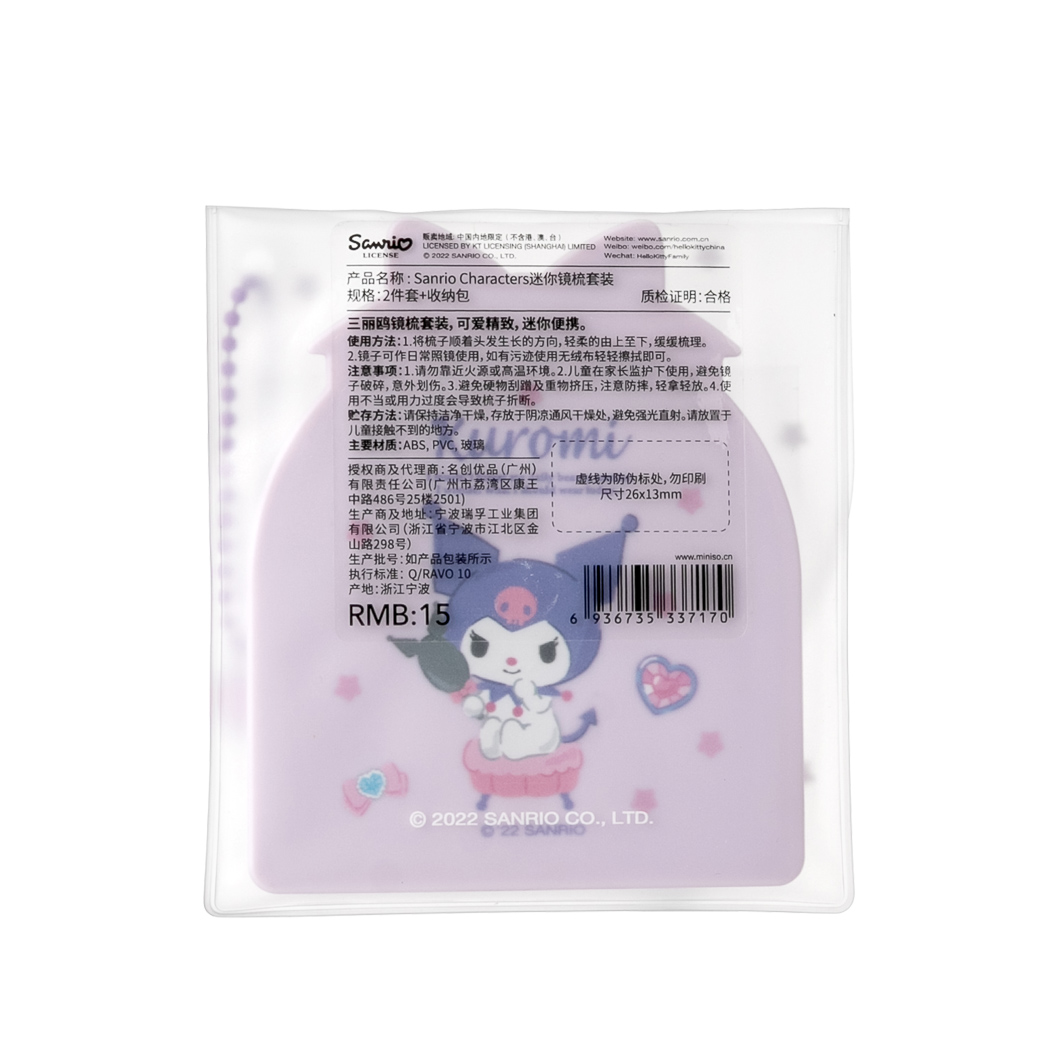 Sanrio
LICENSE
贩卖地域: 中国内地限定（不含港、澳、台）
LICENSED BY KT LICENSING (SHANGHAI) LIMITED
© 2022 SANRIO CO., LTD.
Website: www.sanrio.com.cn
Weibo: weibo.com/hellokittychina
Wechat: HelloKittyFamily
产品名称：Sanrio Characters迷你镜梳套装
规格：2件套+收纳包
质检证明：合格
三丽鸥镜梳套装，可爱精致，迷你便携。
使用方法：1.将梳子顺着头发生长的方向，轻柔的由上至下，缓缓梳理。
2.镜子可作日常照镜使用，如有污迹使用无绒布轻轻擦拭即可。
注意事项：1.请勿靠近火源或高温环境。2.儿童在家长监护下使用，避免镜
子破碎，意外划伤。3.避免硬物刮蹭及重物挤压，注意防摔，轻拿轻放。4.使
用不当或用力过度会导致梳子折断。
贮存方法：请保持洁净干燥，存放于阴凉通风干燥处，避免强光直射。请放置于
儿童接触不到的地方。
主要材质：ABS, PVC, 玻璃
授权商及代理商：名创优品（广州）
有限责任公司(广州市荔湾区康王
中路486号25楼2501)
生产商及地址：宁波瑞孚工业集团
有限公司（浙江省宁波市江北区金
山路298号）
生产批号：如产品包装所示
执行标准：Q/RAVO 10
产地：浙江宁波
RMB:15
虚线为防伪标处，勿印刷
尺寸26x13mm
www.miniso.cn
6 936735 337170
Kuromi
© 2022 SANRIO CO., LTD.
© '22 SANRIO